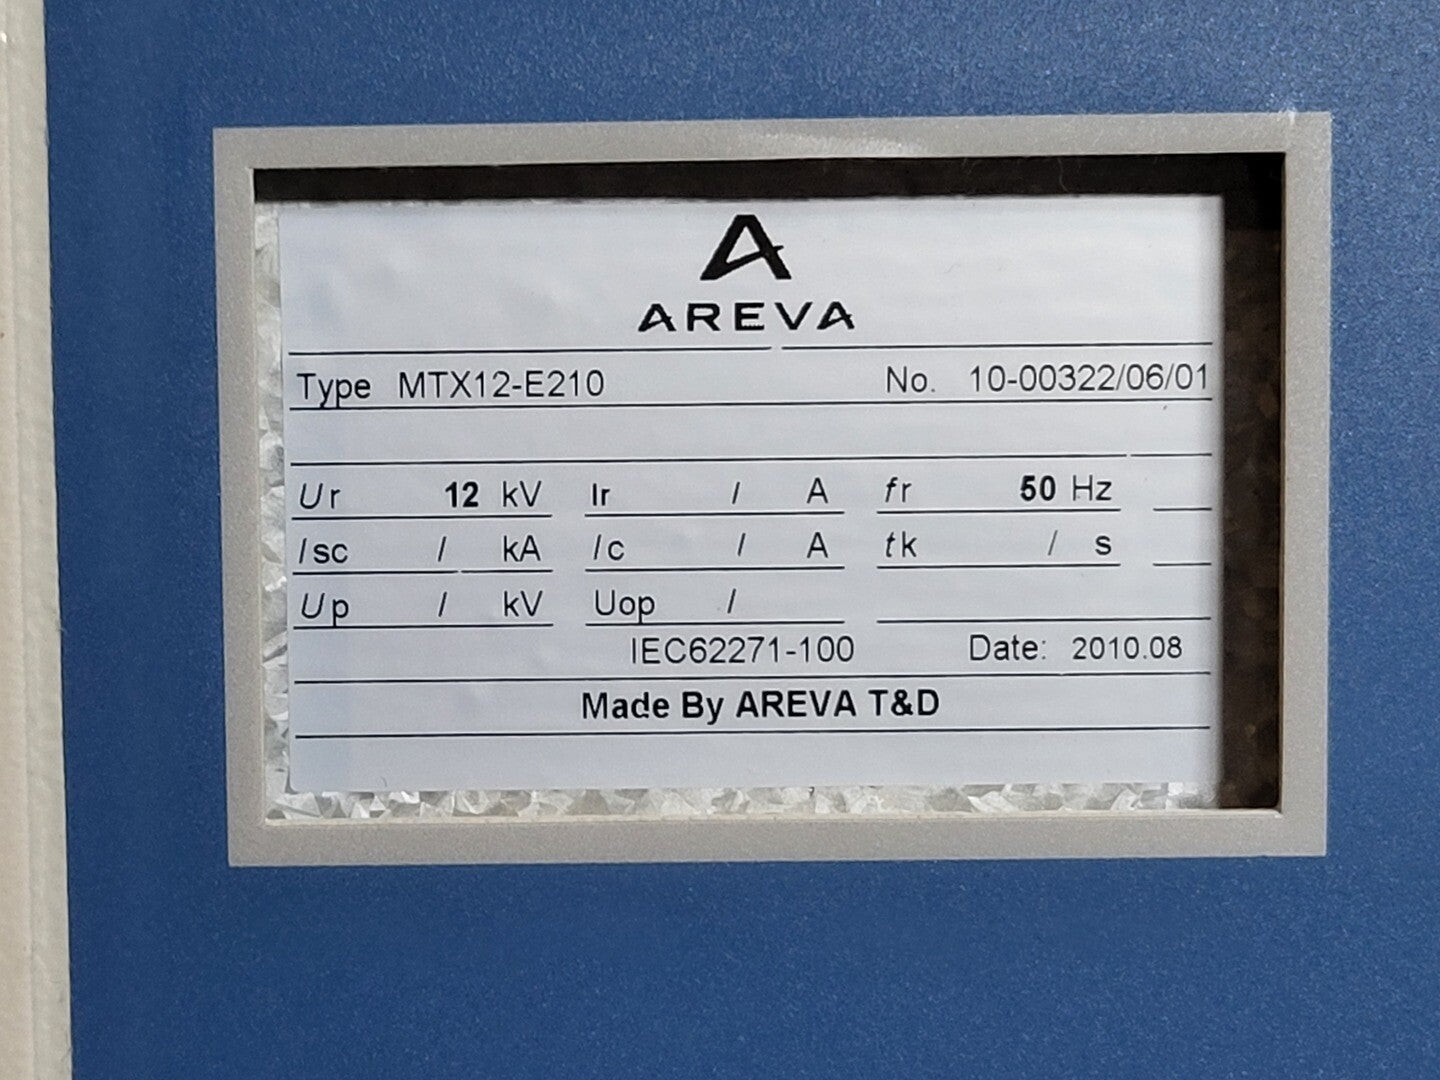 AREVA
Type MTX12-E210 No. 10-00322/06/01
Ur 12 kV Ir / A fr 50 Hz
Isc / kA Ic / A tk / s
Up / kV Uop /
IEC62271-100 Date: 2010.08
Made By AREVA T&D